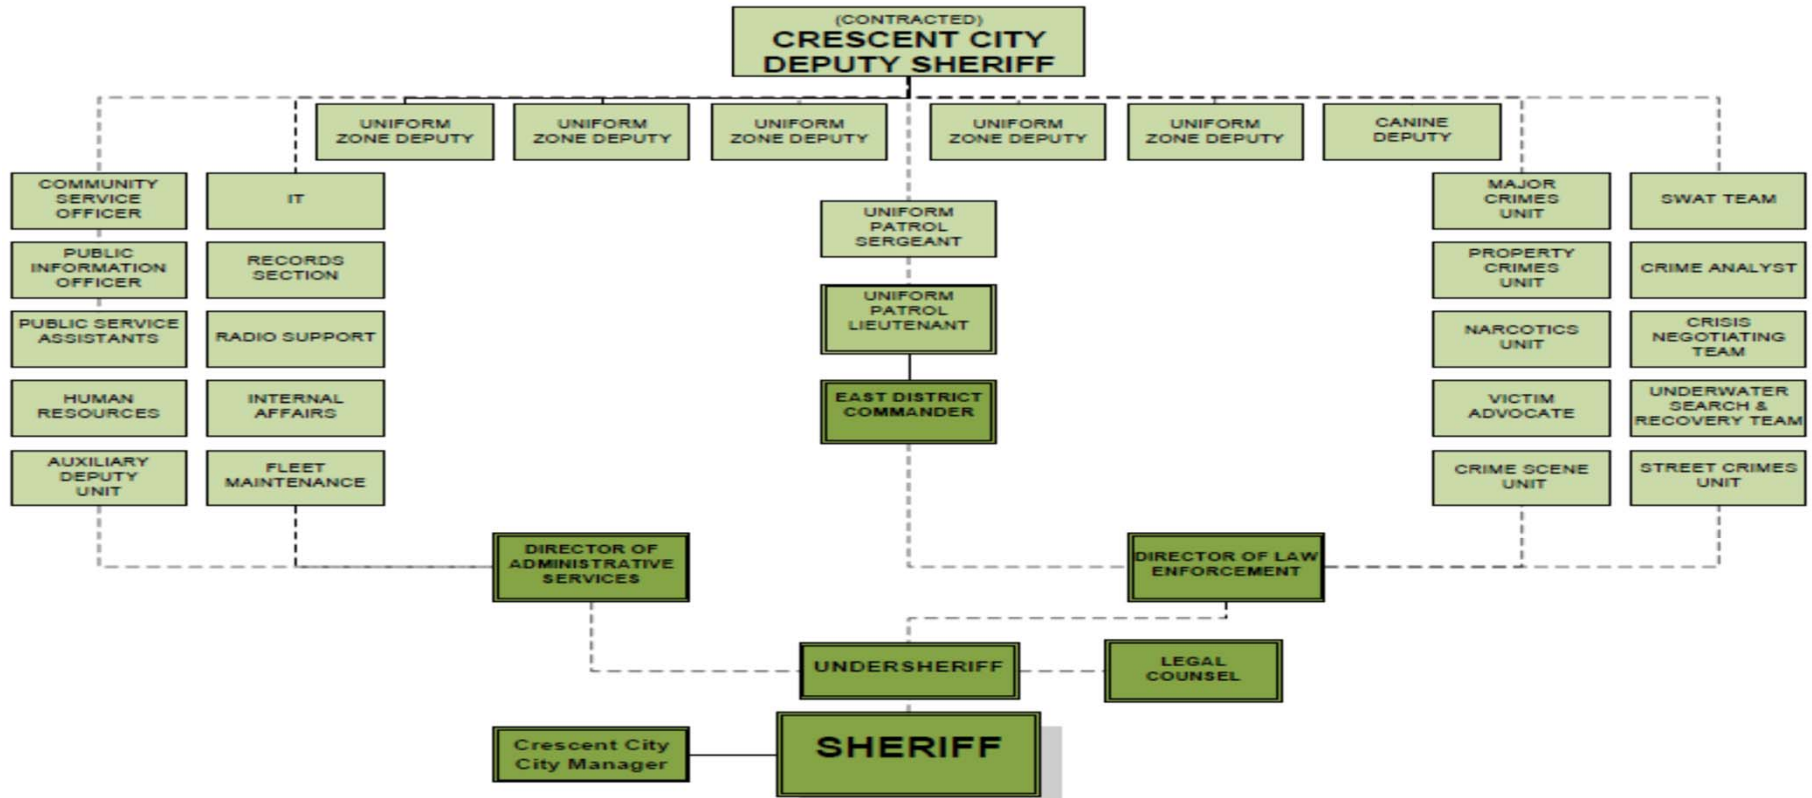 (CONTRACTED)
CRESCENT CITY
DEPUTY SHERIFF
UNIFORM
ZONE DEPUTY
UNIFORM
ZONE DEPUTY
UNIFORM
ZONE DEPUTY
UNIFORM
ZONE DEPUTY
UNIFORM
ZONE DEPUTY
CANINE
DEPUTY
COMMUNITY
SERVICE
OFFICER
IT
UNIFORM
PATROL
SERGEANT
MAJOR
CRIMES
UNIT
SWAT TEAM
PUBLIC
INFORMATION
OFFICER
RECORDS
SECTION
UNIFORM
PATROL
LIEUTENANT
PROPERTY
CRIMES
UNIT
CRIME ANALYST
PUBLIC SERVICE
ASSISTANTS
RADIO SUPPORT
NARCOTICS
UNIT
CRISIS
NEGOTIATING
TEAM
HUMAN
RESOURCES
INTERNAL
AFFAIRS
EAST DISTRICT
COMMANDER
VICTIM
ADVOCATE
UNDERWATER
SEARCH &
RECOVERY TEAM
AUXILIARY
DEPUTY
UNIT
FLEET
MAINTENANCE
CRIME SCENE
UNIT
STREET CRIMES
UNIT
DIRECTOR OF
ADMINISTRATIVE
SERVICES
DIRECTOR OF LAW
ENFORCEMENT
UNDERSHERIFF
LEGAL
COUNSEL
Crescent City
City Manager
SHERIFF